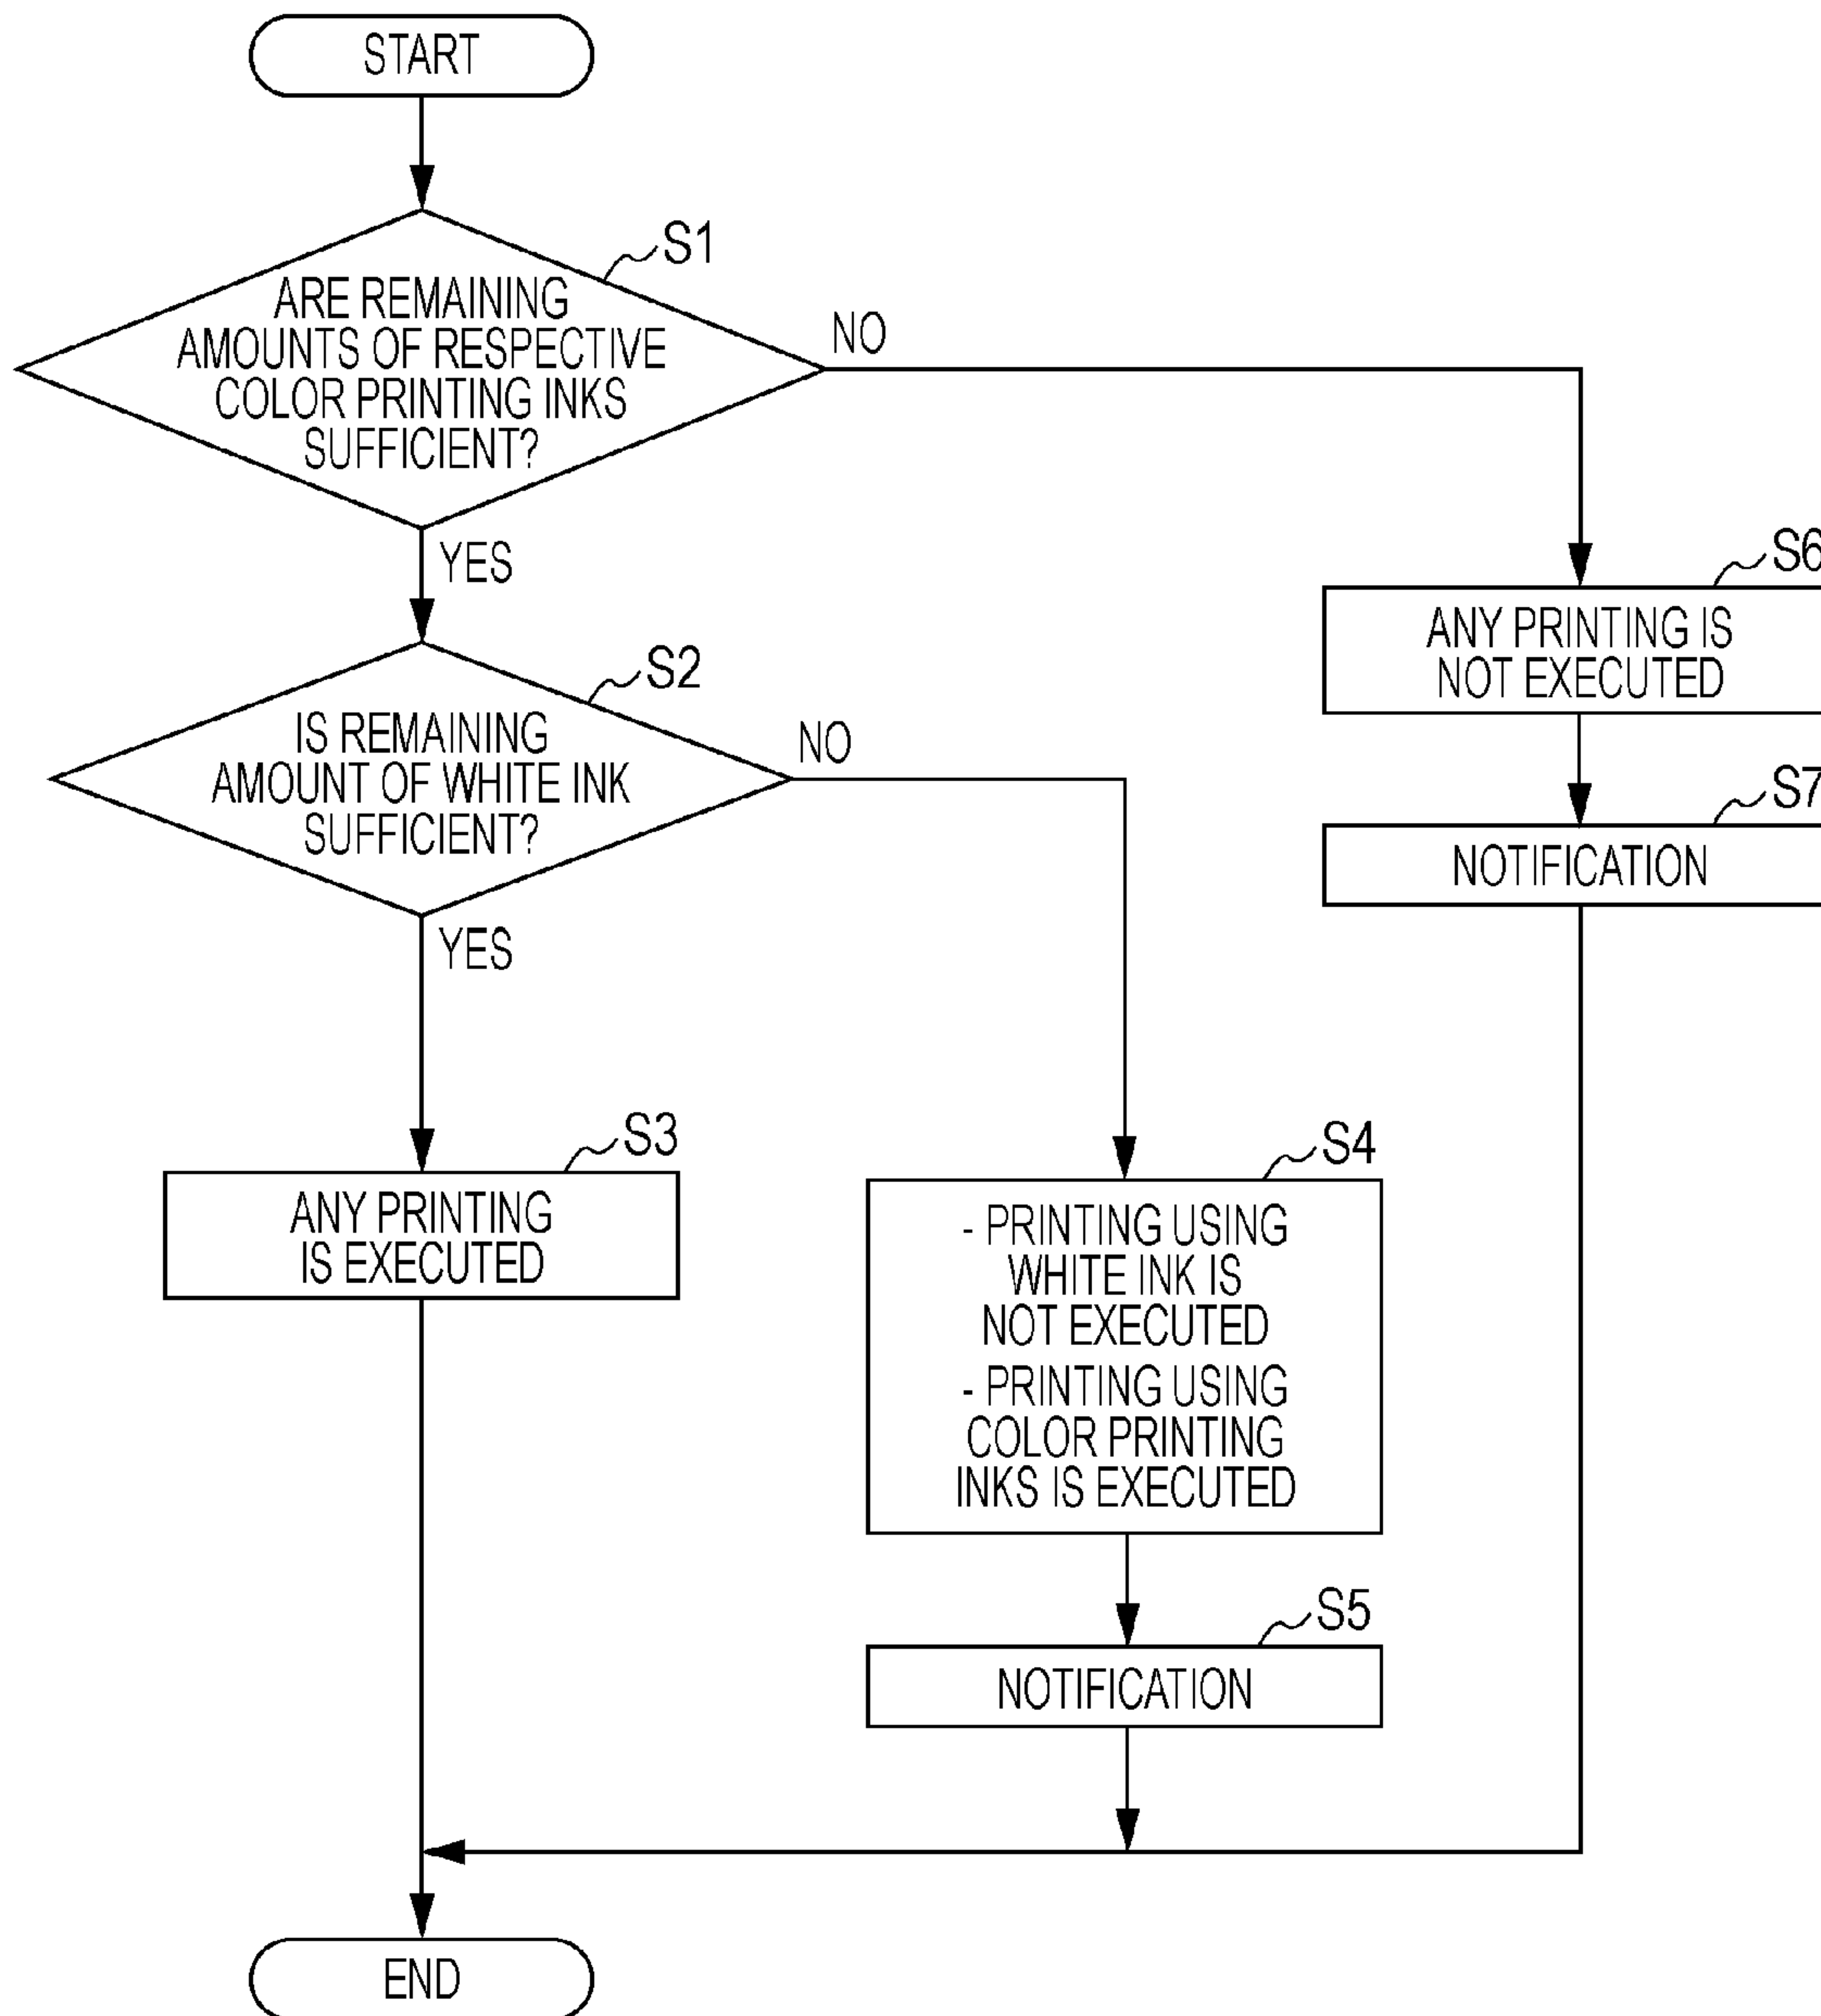 START
S1
ARE REMAINING
AMOUNTS OF RESPECTIVE
COLOR PRINTING INKS
SUFFICIENT?
NO
YES
S6
ANY PRINTING IS
NOT EXECUTED
S2
IS REMAINING
AMOUNT OF WHITE INK
SUFFICIENT?
NO
YES
S7
NOTIFICATION
S3
ANY PRINTING
IS EXECUTED
S4
- PRINTING USING
WHITE INK IS
NOT EXECUTED
- PRINTING USING
COLOR PRINTING
INKS IS EXECUTED
S5
NOTIFICATION
END